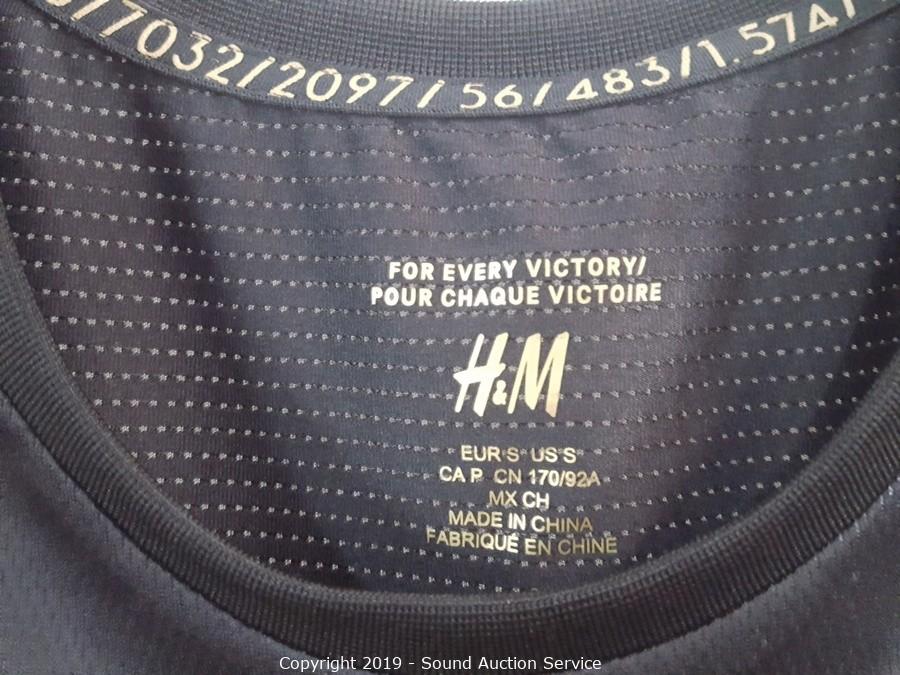 /7032/2097/56/483/1.574/
FOR EVERY VICTORY/
POUR CHAQUE VICTOIRE
H&M
EUR S US S
CA P CN 170/92A
MX CH
MADE IN CHINA
FABRIQUÉ EN CHINE
Copyright 2019 - Sound Auction Service